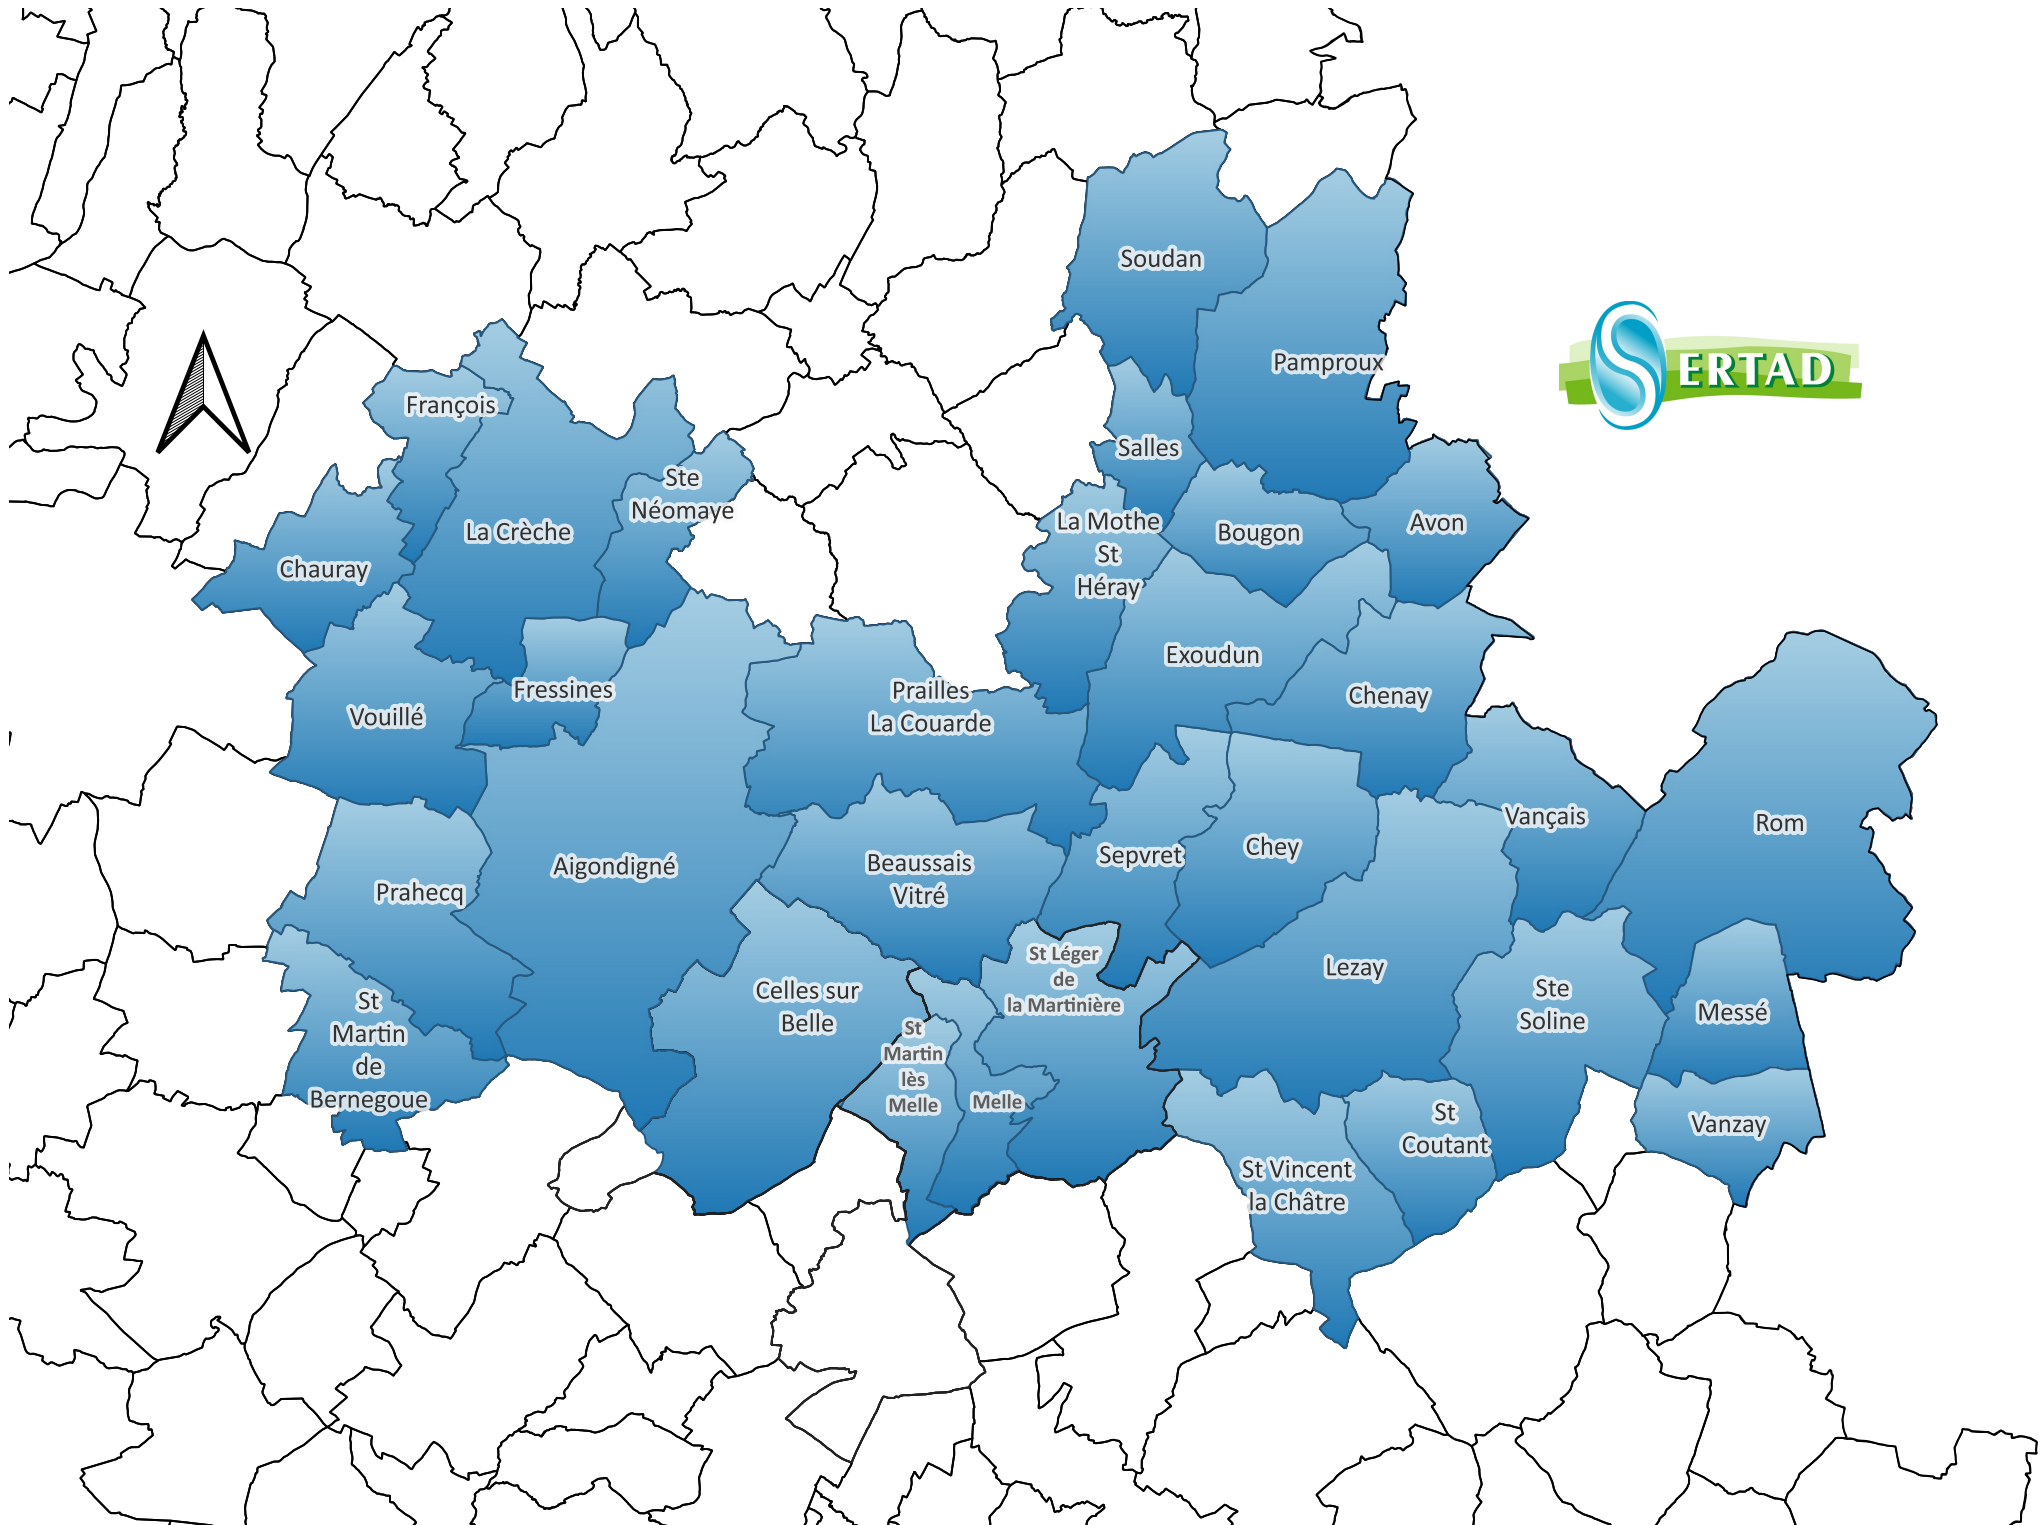 Soudan
Pamproux
SERTAD
François
Salles
Ste
Néomaye
La Crèche
La Mothe
St
Héray
Bougon
Avon
Chauray
Exoudun
Fressines
Prailles
La Couarde
Chenay
Vouillé
Vançais
Rom
Chey
Sepvret
Beaussais
Vitré
Aigondigné
Prahecq
St Léger
de
la Martinière
Lezay
Celles sur
Belle
Ste
Soline
Messé
St
Martin
de
Bernegoue
St
Martin
lès
Melle
Melle
St
Coutant
Vanzay
St Vincent
la Châtre